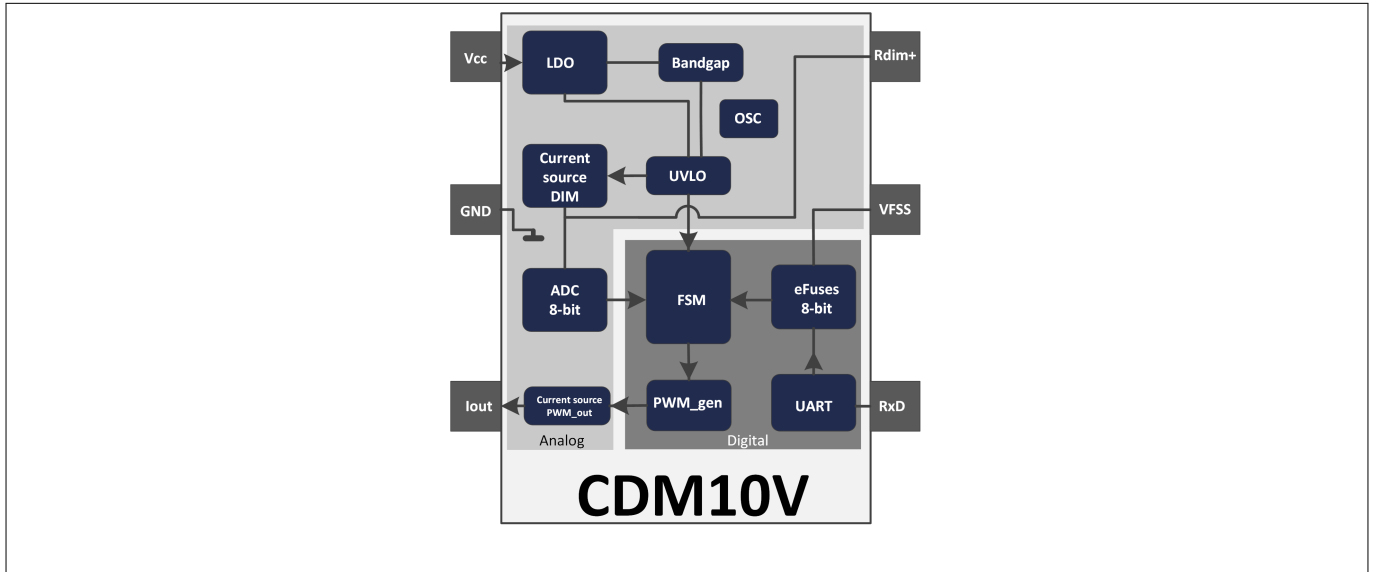 Vcc
LDO
Bandgap
Rdim+
OSC
Current
source
DIM
UVLO
GND
VFSS
ADC
8-bit
FSM
eFuses
8-bit
Iout
Current source
PWM_out
PWM_gen
UART
RxD
Analog
Digital
CDM10V